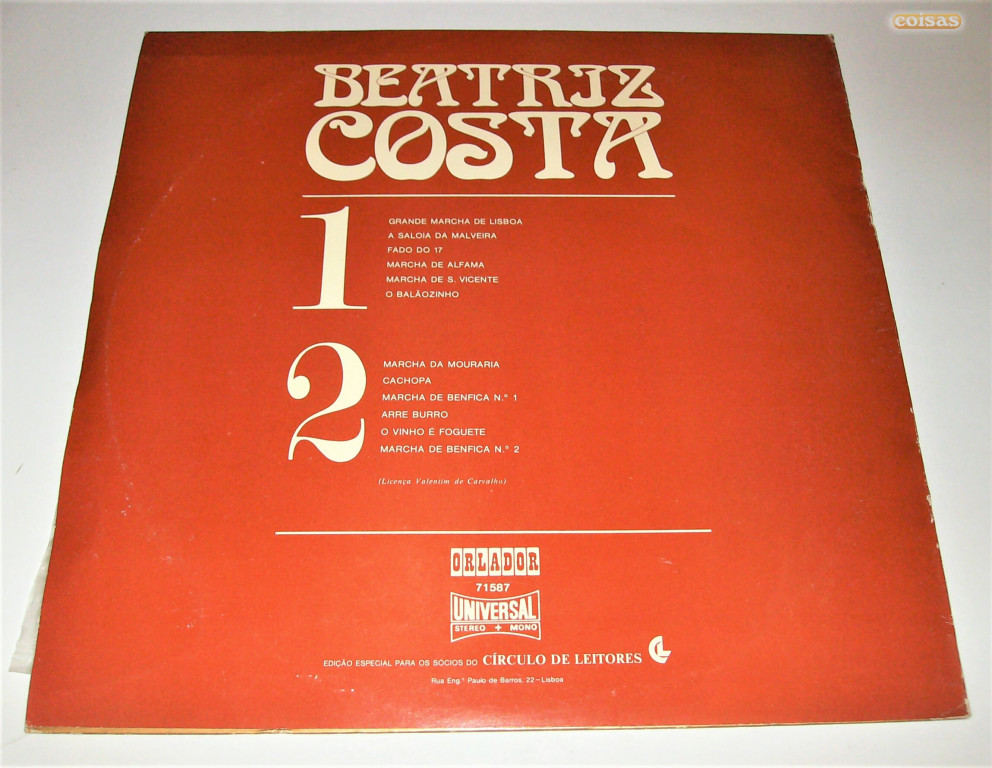 coisas
BEATRIZ
COSTA
1
GRANDE MARCHA DE LISBOA
A SALOIA DA MALVEIRA
FADO DO 17
MARCHA DE ALFAMA
MARCHA DE S. VICENTE
O BALÃOZINHO
2
MARCHA DA MOURARIA
CACHOPA
MARCHA DE BENFICA N.º 1
ARRE BURRO
O VINHO É FOGUETE
MARCHA DE BENFICA N.º 2
(Licença Valentim de Carvalho)
ORLADOR
71587
UNIVERSAL
STEREO + MONO
EDIÇÃO ESPECIAL PARA OS SÓCIOS DO CÍRCULO DE LEITORES CL
Rua Eng.º Paulo de Barros, 22 – Lisboa